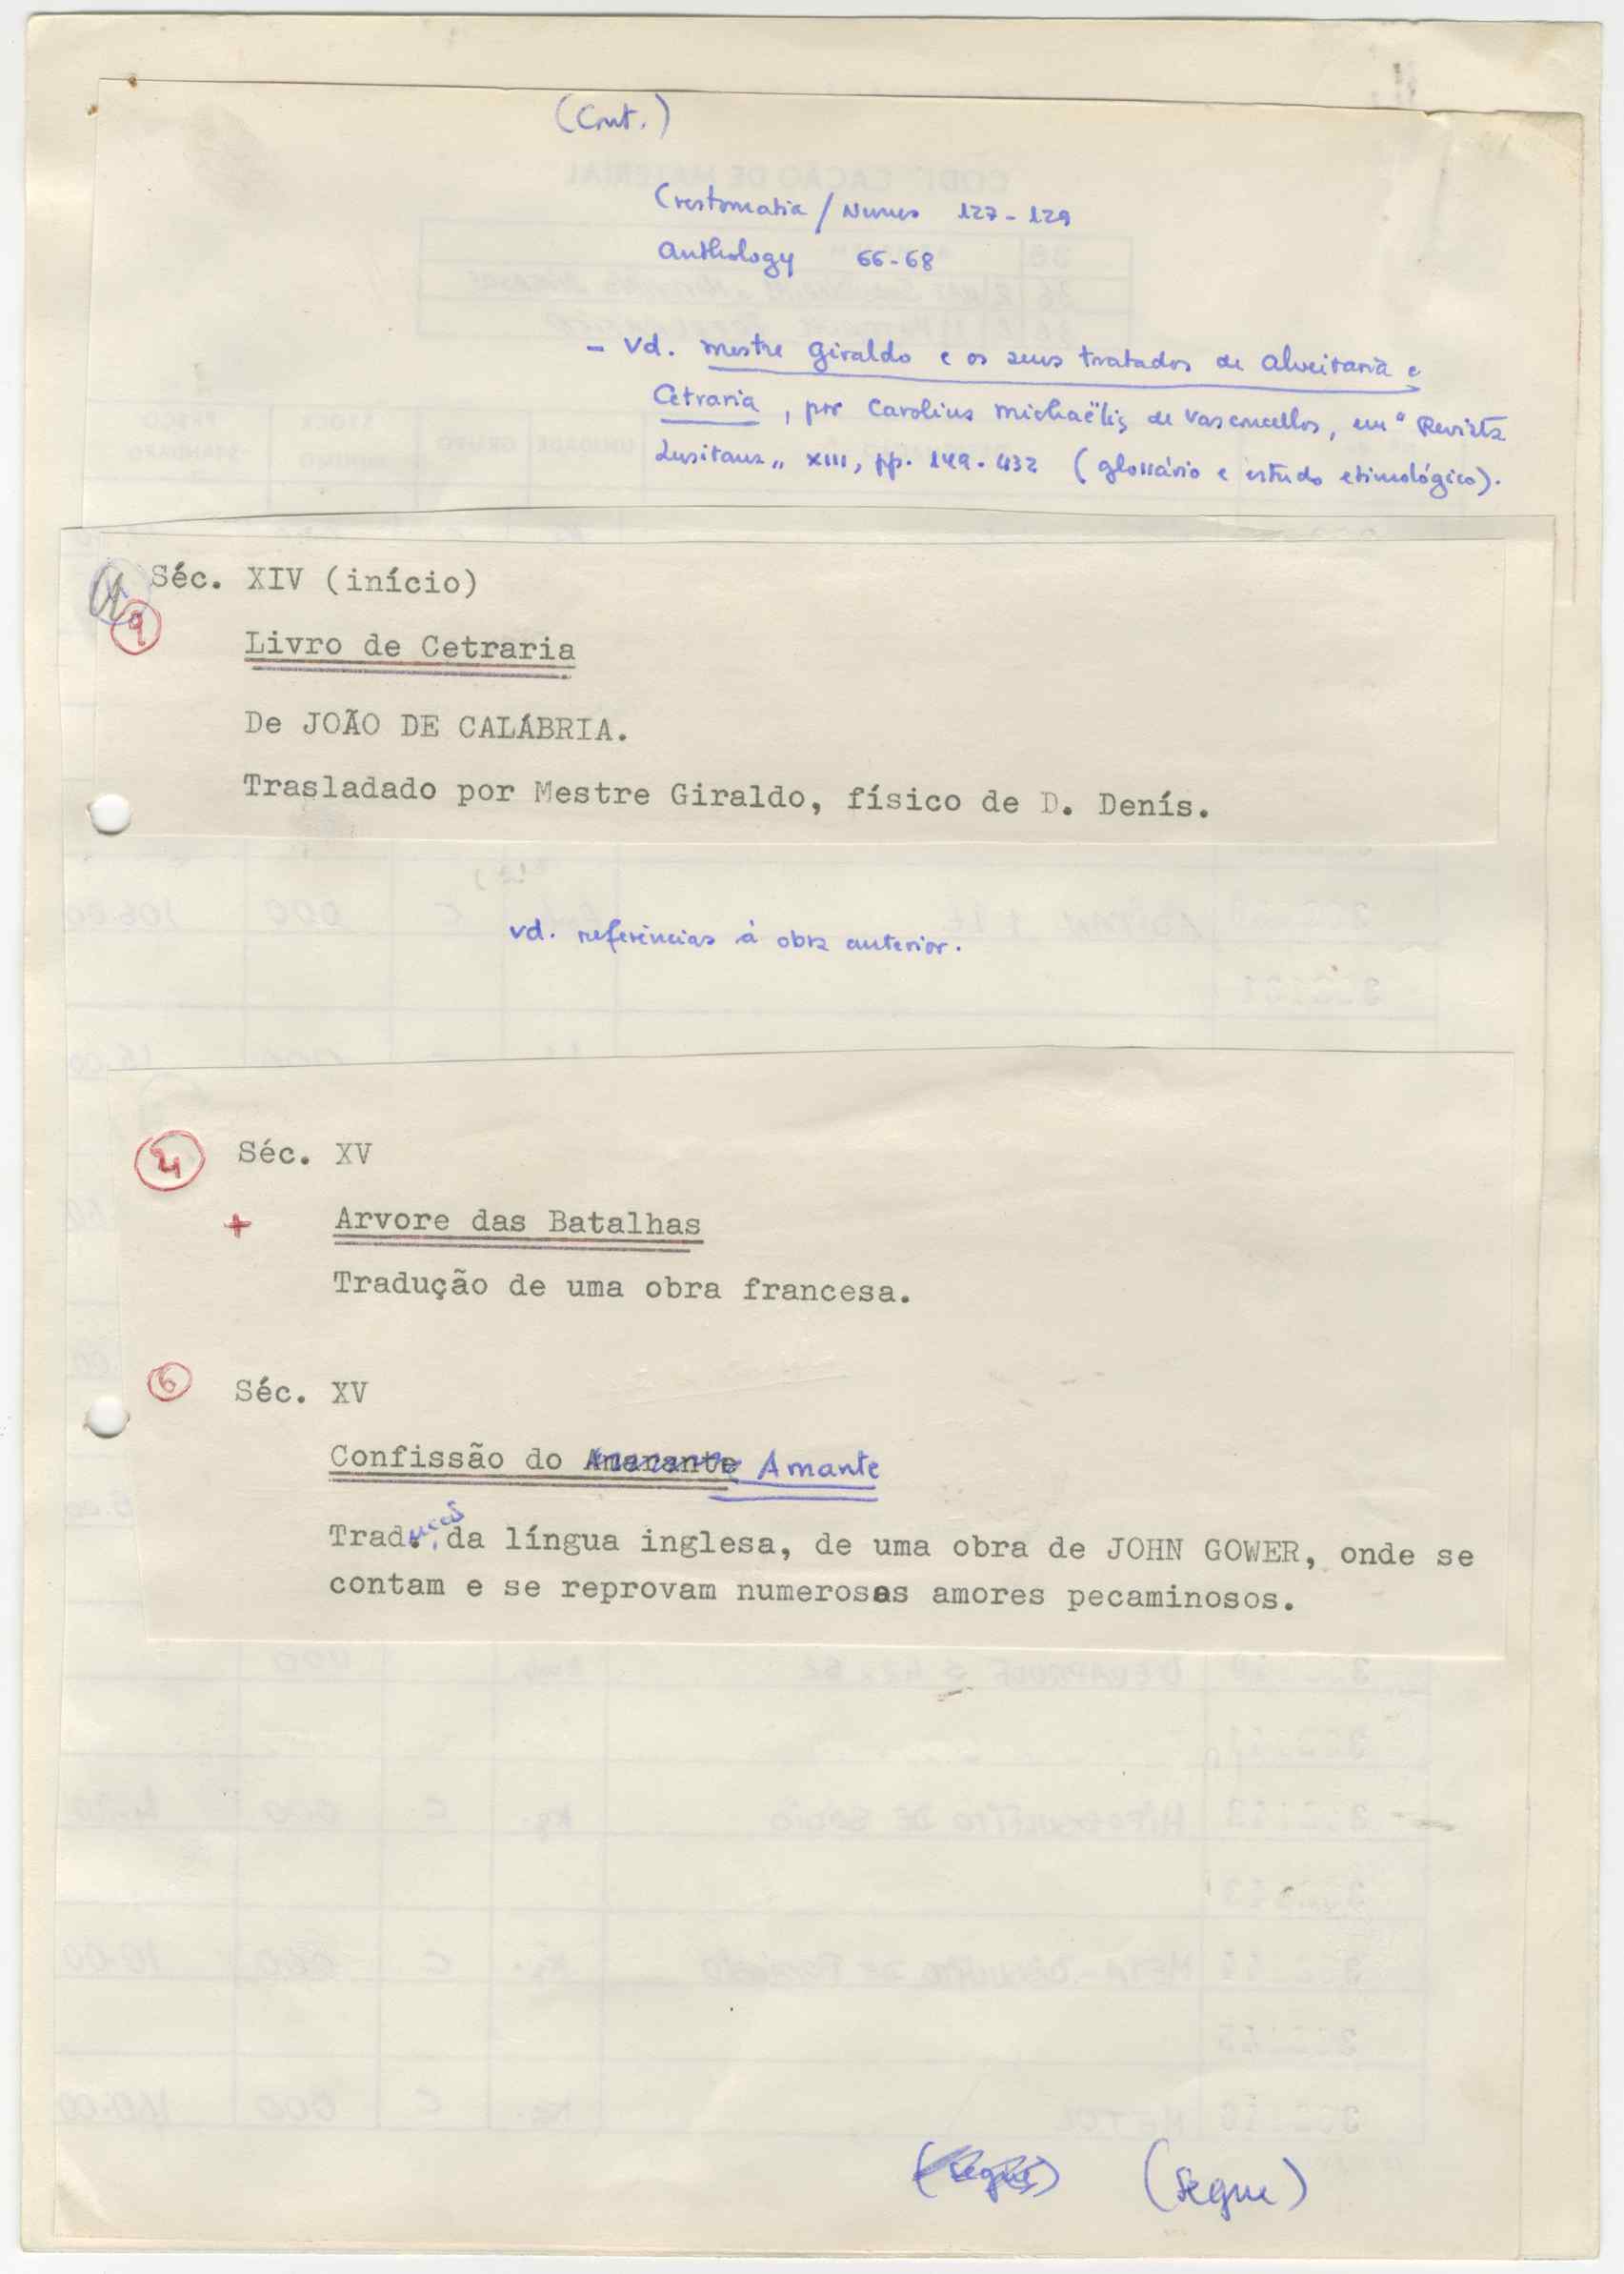 (Cont.)
Crestomatia / Nunes 127-129
Anthology 66-68
- Vd. mestre giraldo e os seus tratados de alveitaria e
Cetraria, por Carolina Michaëlis de Vasconcellos, em "Revista
Lusitana" XIII, pp. 149-432 (glossário e estudo etimológico).
Séc. XIV (início)
9
Livro de Cetraria
De JOÃO DE CALÁBRIA.
Trasladado por Mestre Giraldo, físico de D. Denís.
vd. referências à obra anterior.
Séc. XV
+ Arvore das Batalhas
Tradução de uma obra francesa.
6 Séc. XV
Confissão do Amarante Amante
Tradução, da língua inglesa, de uma obra de JOHN GOWER, onde se
contam e se reprovam numerosos amores pecaminosos.
(segue) (segue)